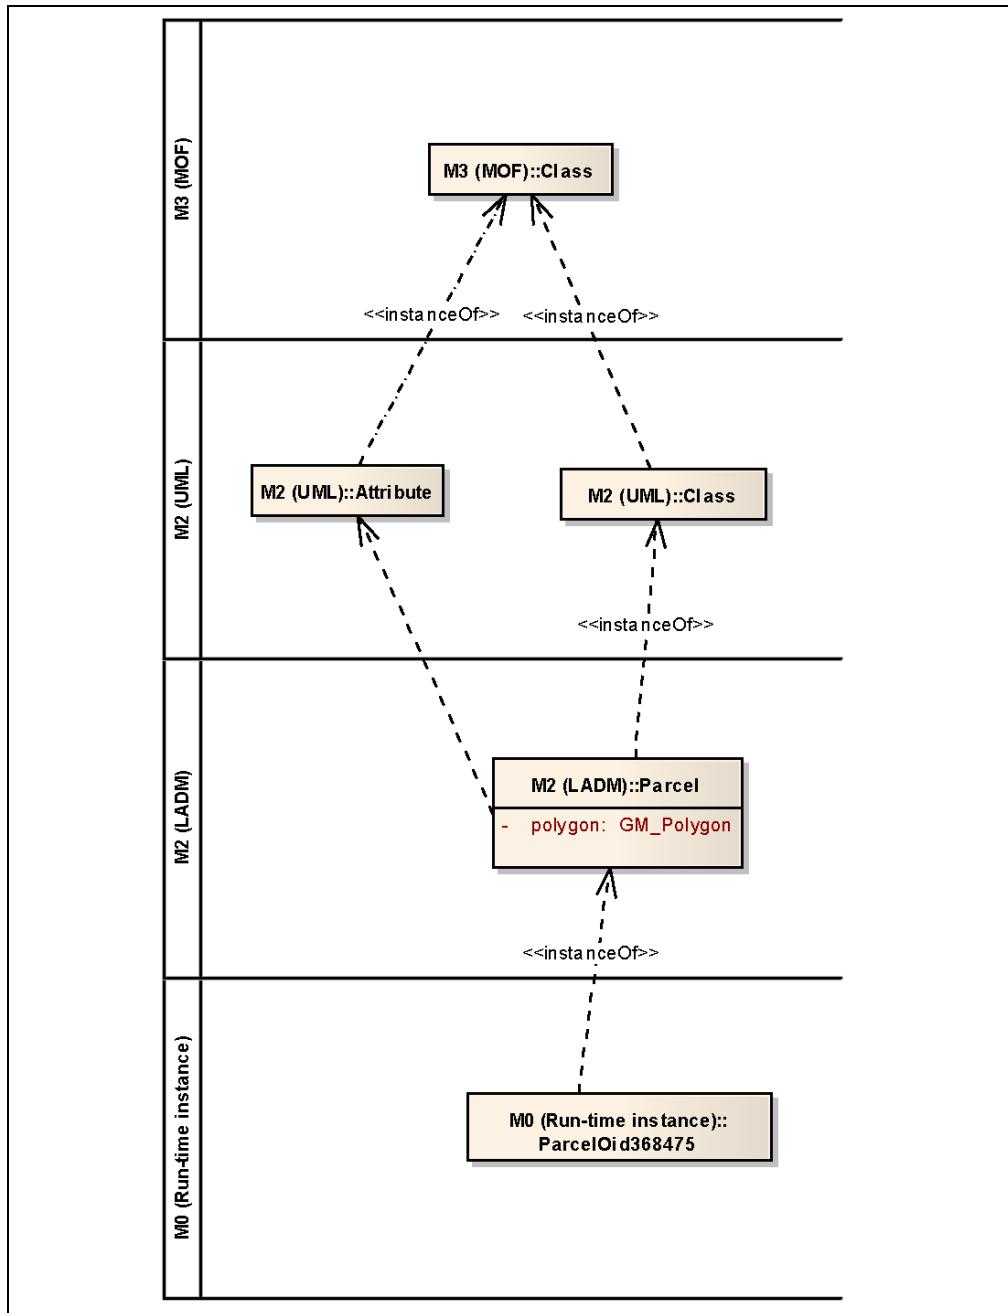 M3 (MOF)
M3 (MOF)::Class
<<instanceOf>>
<<instanceOf>>
M2 (UML)
M2 (UML)::Attribute
M2 (UML)::Class
<<instanceOf>>
M2 (LADM)
M2 (LADM)::Parcel
- polygon: GM_Polygon
<<instanceOf>>
M0 (Run-time instance)
M0 (Run-time instance)::
ParcelOid368475